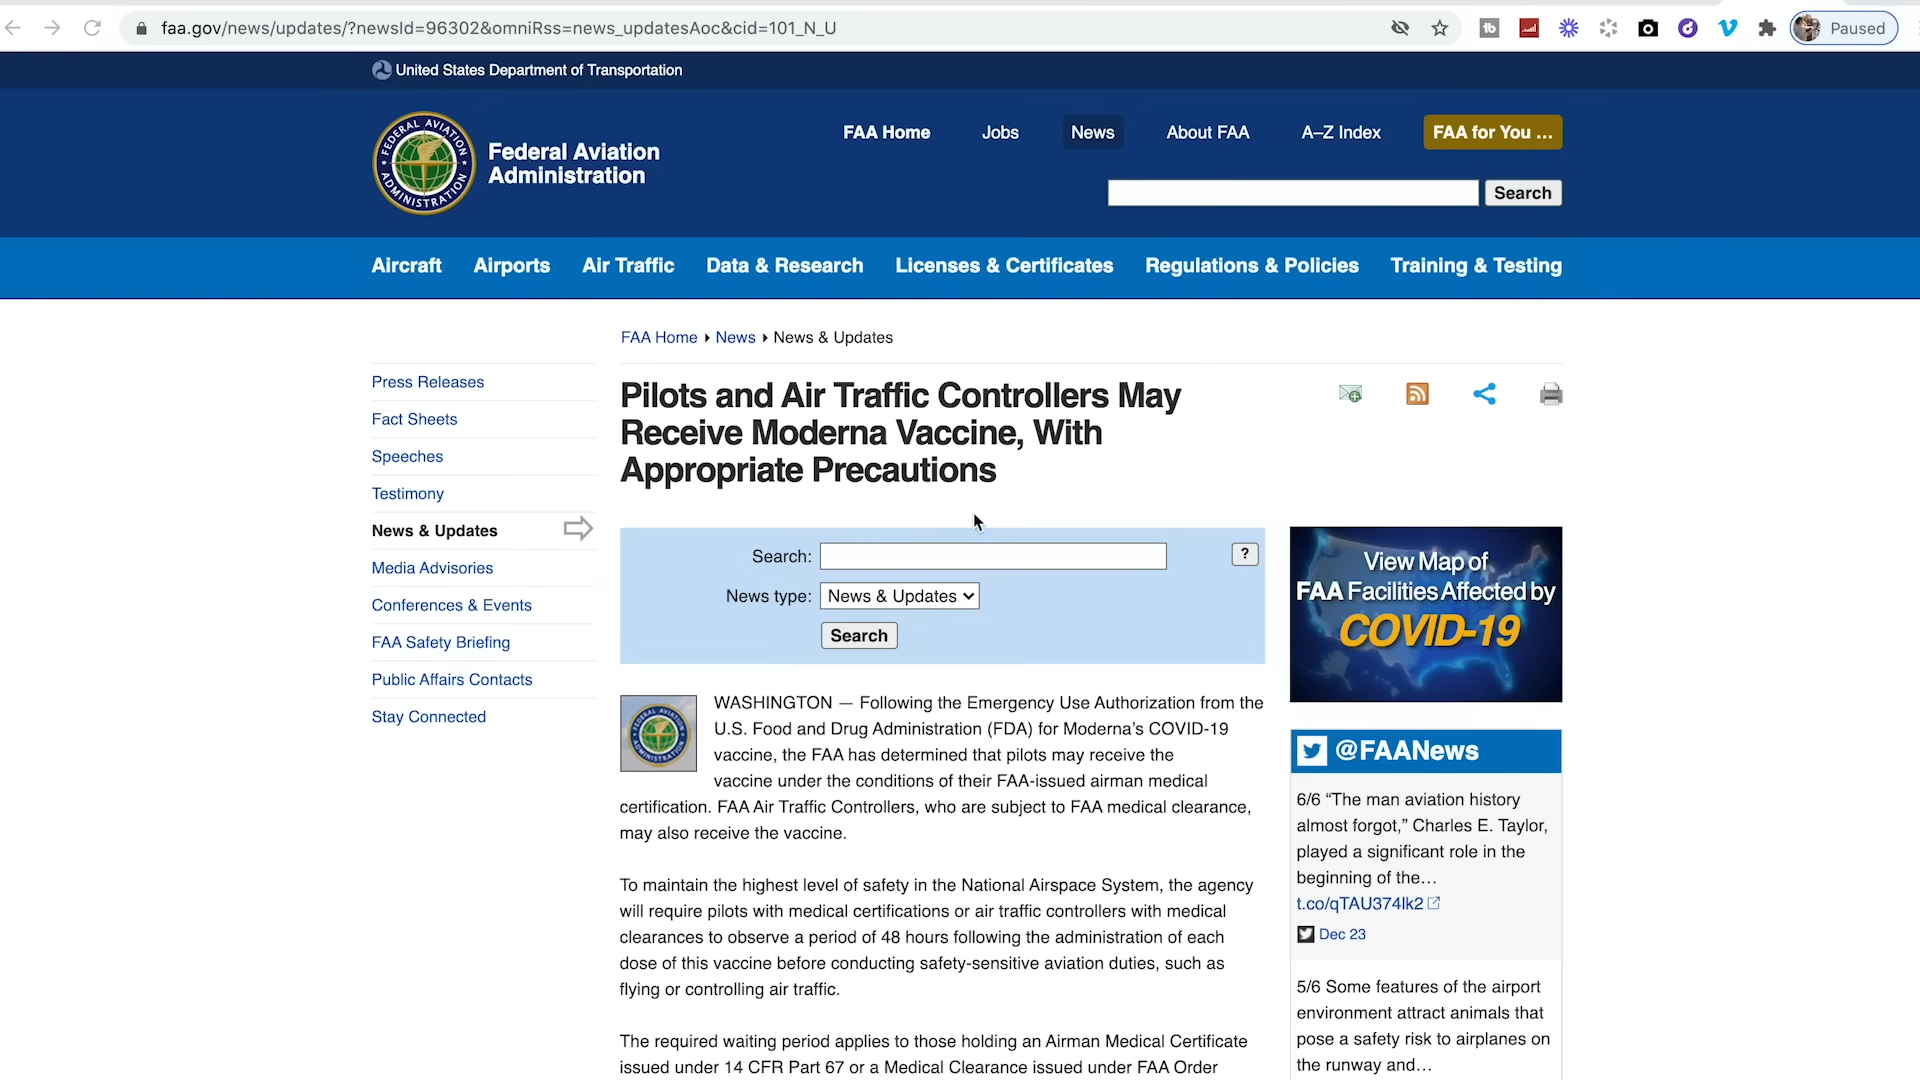 faa.gov/news/updates/?newsId=96302&omniRss=news_updatesAoc&cid=101_N_U
Paused
United States Department of Transportation
FEDERAL AVIATION ADMINISTRATION
Federal Aviation
Administration
FAA Home
Jobs
News
About FAA
A–Z Index
FAA for You ...
Search
Aircraft
Airports
Air Traffic
Data & Research
Licenses & Certificates
Regulations & Policies
Training & Testing
FAA Home ▸ News ▸ News & Updates
Press Releases
Fact Sheets
Speeches
Testimony
News & Updates
Media Advisories
Conferences & Events
FAA Safety Briefing
Public Affairs Contacts
Stay Connected
Pilots and Air Traffic Controllers May
Receive Moderna Vaccine, With
Appropriate Precautions
Search:
?
News type:
News & Updates
Search
WASHINGTON — Following the Emergency Use Authorization from the
U.S. Food and Drug Administration (FDA) for Moderna's COVID-19
vaccine, the FAA has determined that pilots may receive the
vaccine under the conditions of their FAA-issued airman medical
certification. FAA Air Traffic Controllers, who are subject to FAA medical clearance,
may also receive the vaccine.
To maintain the highest level of safety in the National Airspace System, the agency
will require pilots with medical certifications or air traffic controllers with medical
clearances to observe a period of 48 hours following the administration of each
dose of this vaccine before conducting safety-sensitive aviation duties, such as
flying or controlling air traffic.
The required waiting period applies to those holding an Airman Medical Certificate
issued under 14 CFR Part 67 or a Medical Clearance issued under FAA Order
View Map of
FAA Facilities Affected by
COVID-19
@FAANews
6/6 “The man aviation history
almost forgot,” Charles E. Taylor,
played a significant role in the
beginning of the…
t.co/qTAU374lk2
Dec 23
5/6 Some features of the airport
environment attract animals that
pose a safety risk to airplanes on
the runway and…